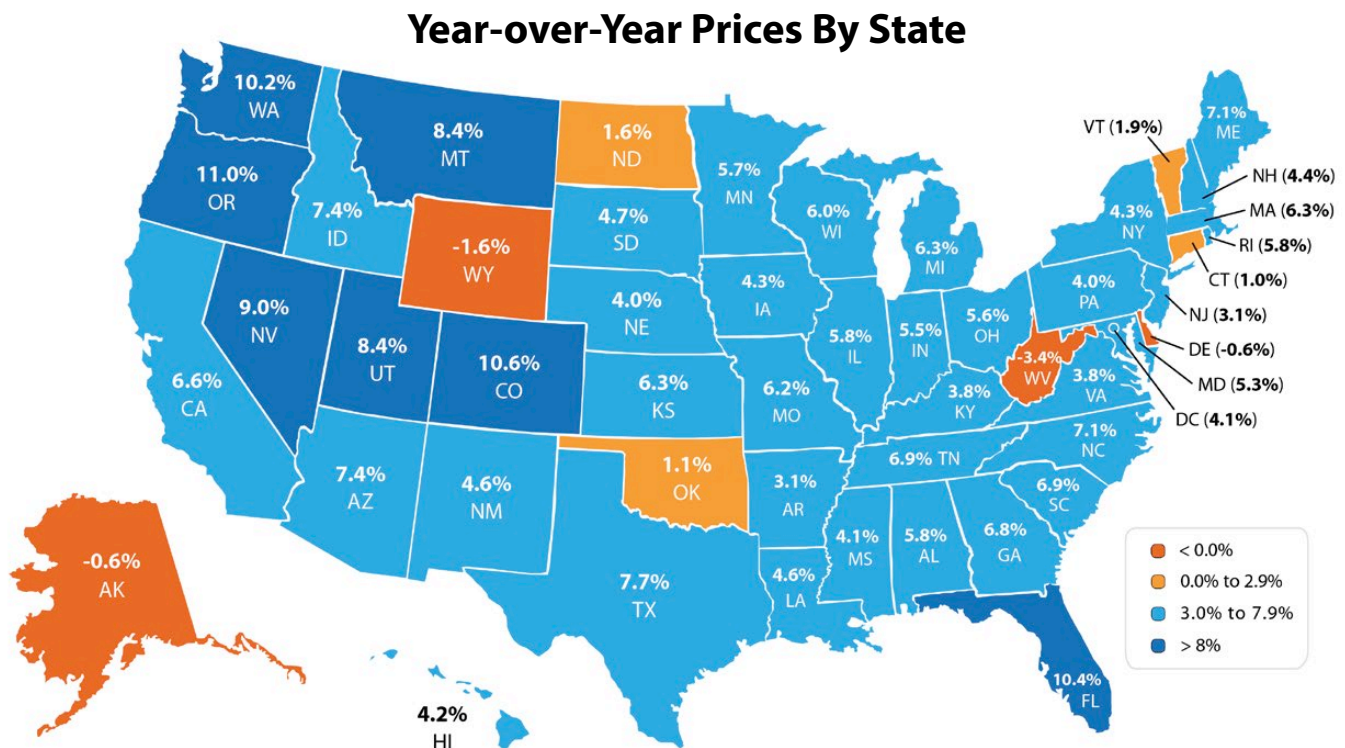 Year-over-Year Prices By State
10.2%
WA
8.4%
MT
1.6%
ND
5.7%
MN
7.1%
ME
VT (1.9%)
11.0%
OR
7.4%
ID
-1.6%
WY
4.7%
SD
6.0%
WI
6.3%
MI
4.3%
NY
NH (4.4%)
MA (6.3%)
RI (5.8%)
CT (1.0%)
NJ (3.1%)
DE (-0.6%)
MD (5.3%)
DC (4.1%)
9.0%
NV
8.4%
UT
10.6%
CO
4.0%
NE
4.3%
IA
5.8%
IL
5.5%
IN
5.6%
OH
4.0%
PA
6.6%
CA
6.3%
KS
6.2%
MO
3.8%
KY
-3.4%
WV
3.8%
VA
7.4%
AZ
4.6%
NM
1.1%
OK
3.1%
AR
6.9% TN
7.1%
NC
6.9%
SC
7.7%
TX
4.6%
LA
4.1%
MS
5.8%
AL
6.8%
GA
10.4%
FL
-0.6%
AK
4.2%
HI
< 0.0%
0.0% to 2.9%
3.0% to 7.9%
> 8%